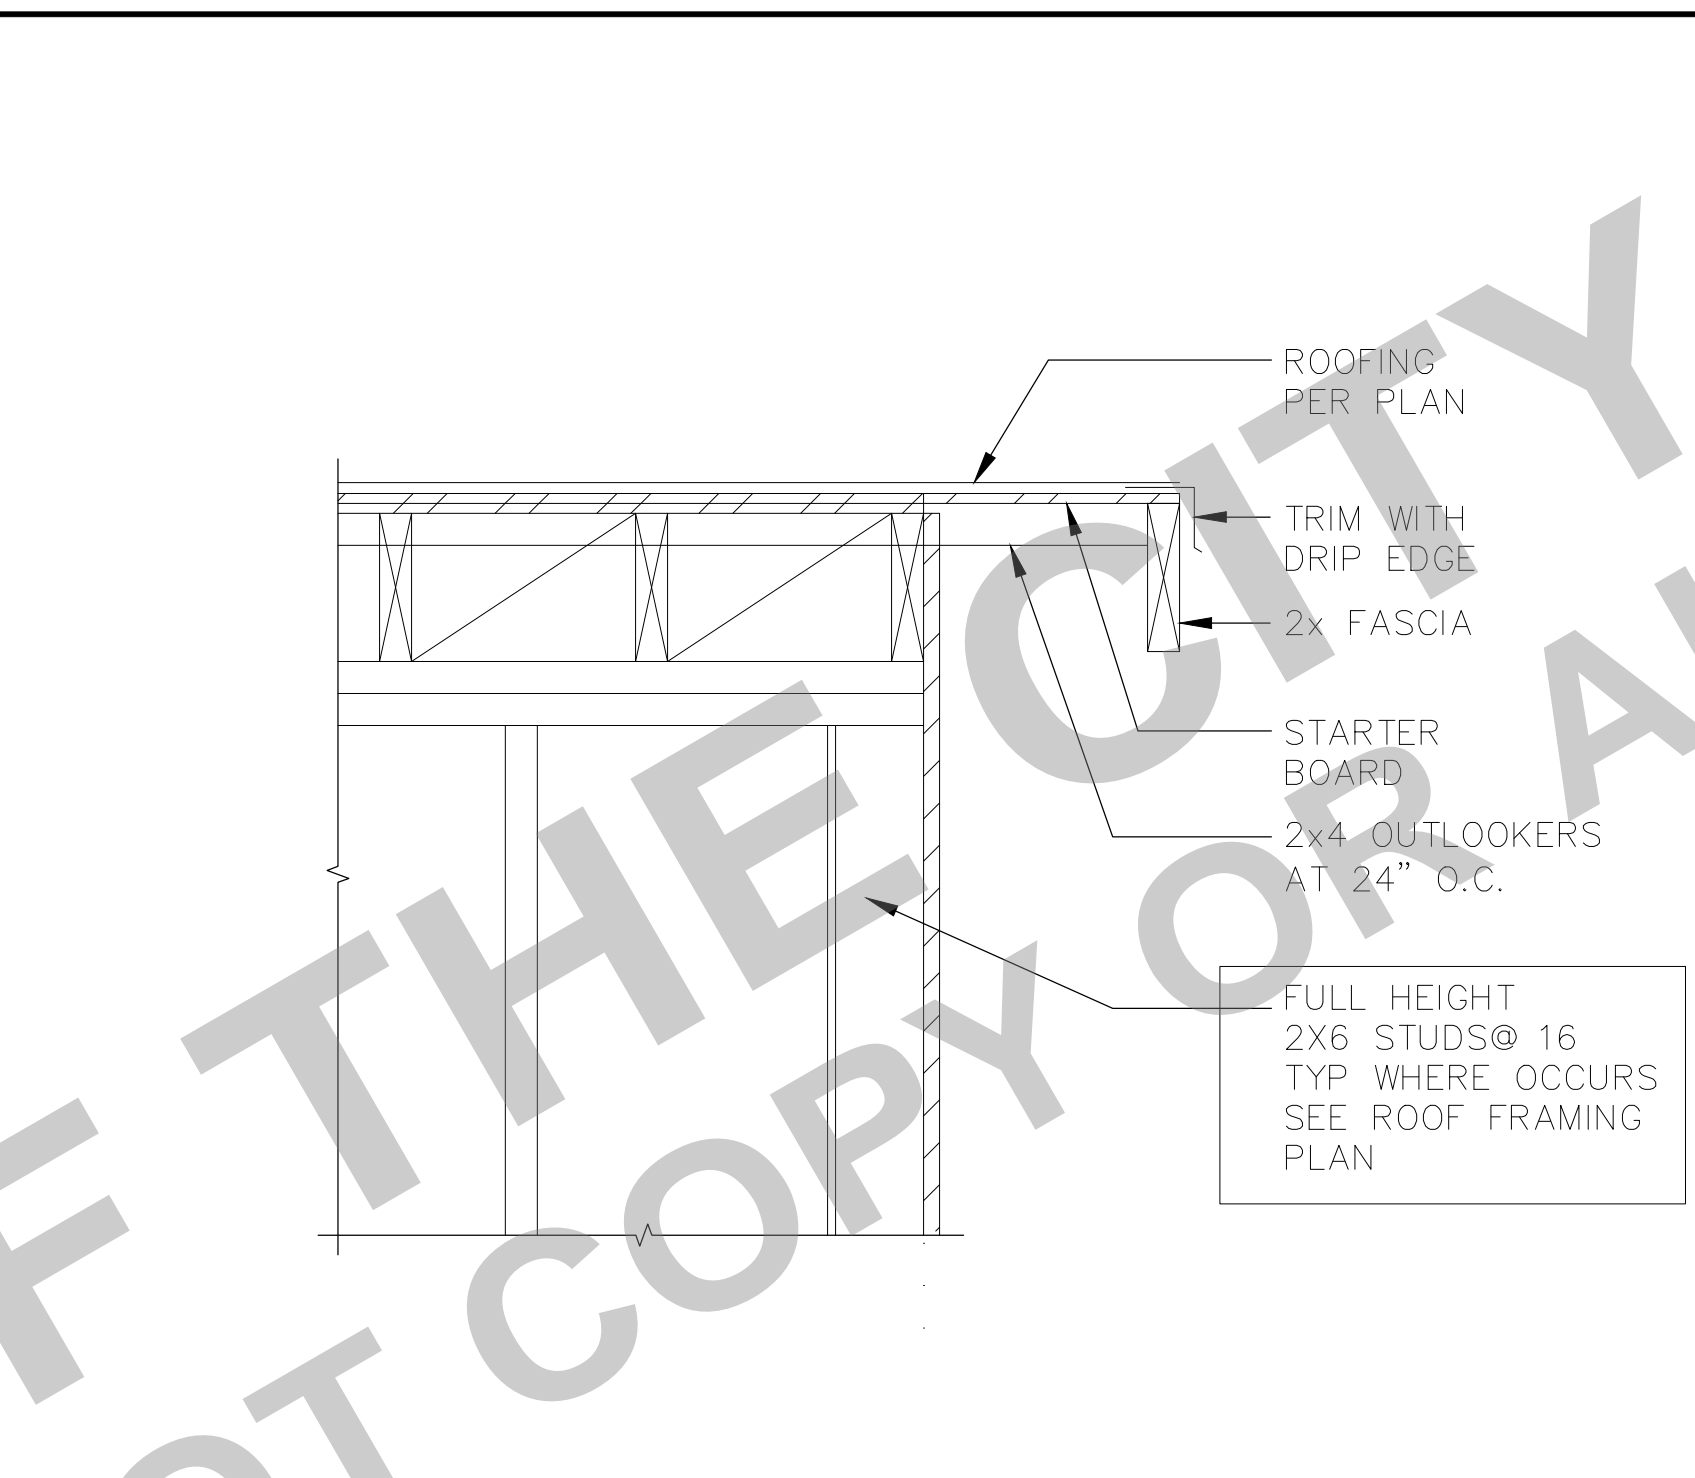 ROOFING
PER PLAN
TRIM WITH
DRIP EDGE
2x FASCIA
STARTER
BOARD
2x4 OUTLOOKERS
AT 24” O.C.
FULL HEIGHT
2X6 STUDS@ 16
TYP WHERE OCCURS
SEE ROOF FRAMING
PLAN
THE CITY
COPY OR